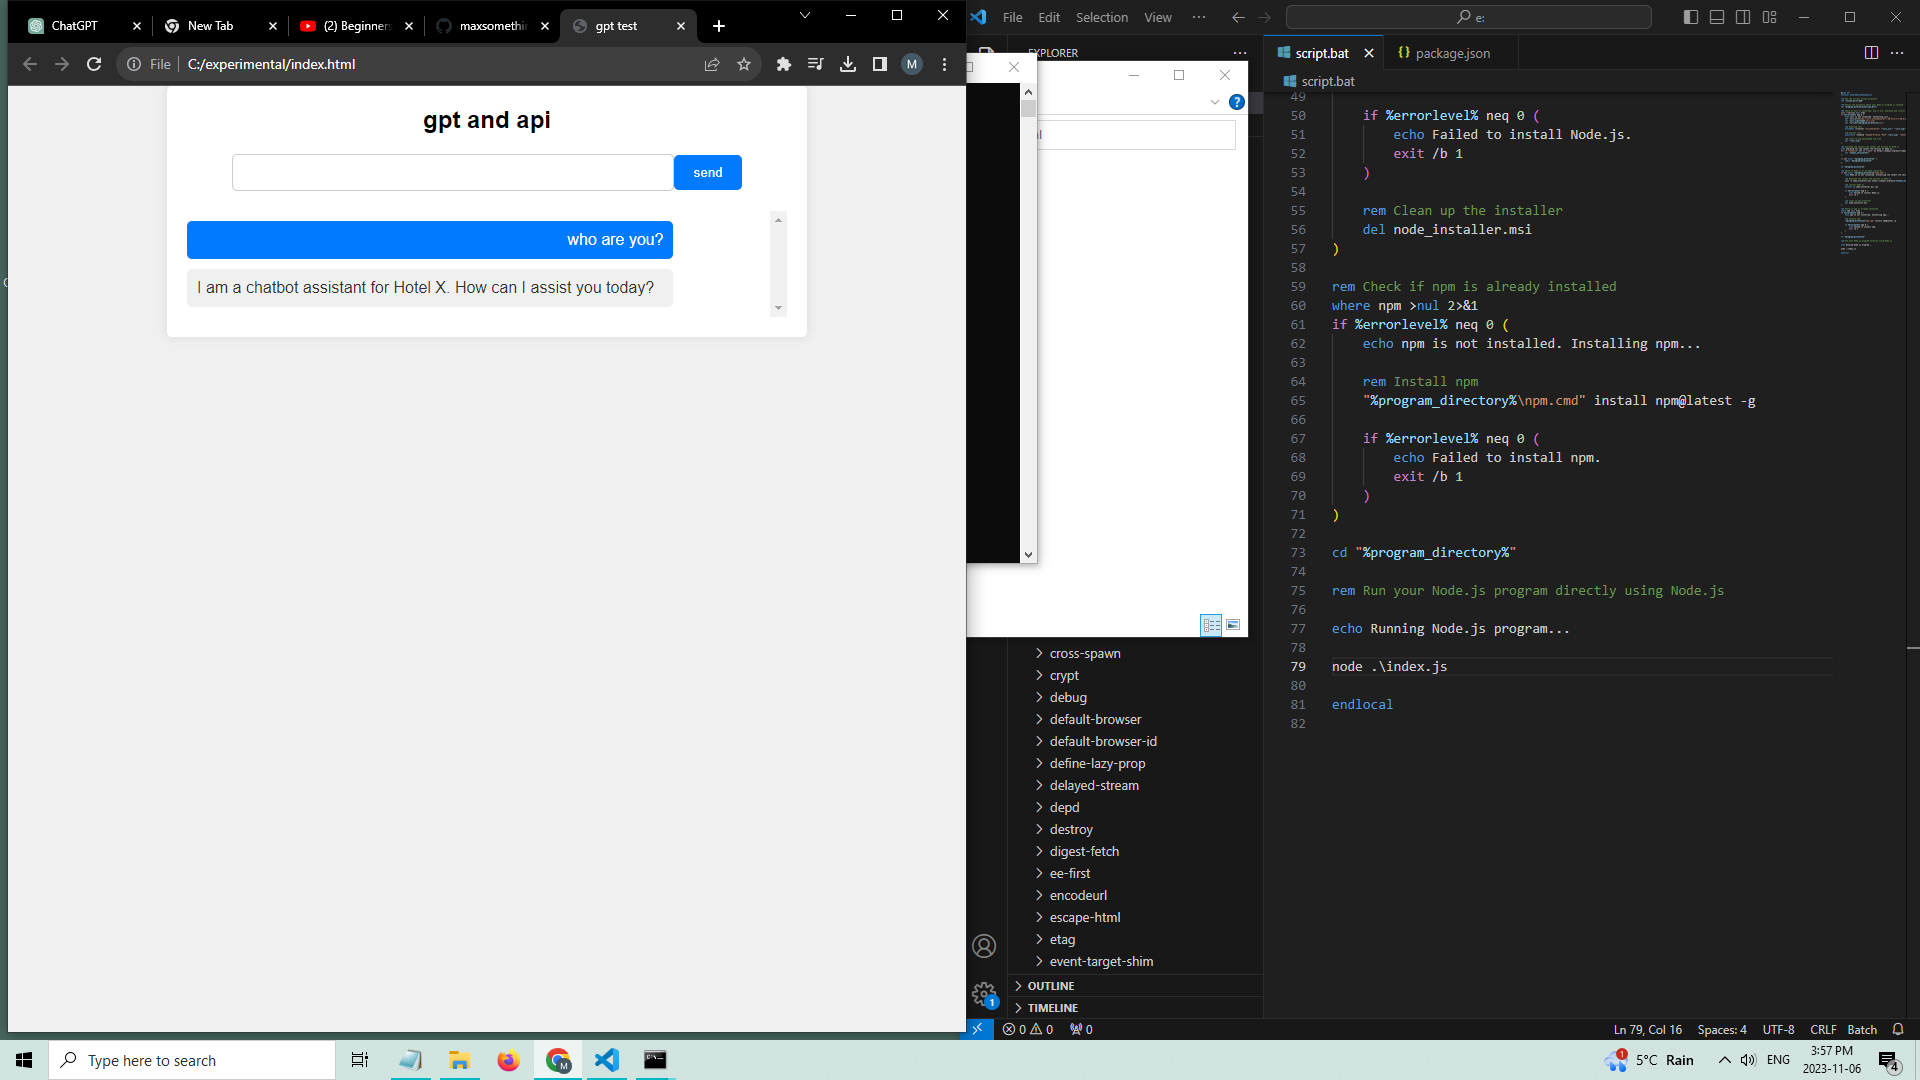 ChatGPT
New Tab
(2) Beginners
maxsomethi
gpt test
File
C:/experimental/index.html
M
gpt and api
send
who are you?
I am a chatbot assistant for Hotel X. How can I assist you today?
File Edit Selection View ···
e:
EXPLORER
cross-spawn
crypt
debug
default-browser
default-browser-id
define-lazy-prop
delayed-stream
depd
destroy
digest-fetch
ee-first
encodeurl
escape-html
etag
event-target-shim
OUTLINE
TIMELINE
script.bat
package.json
script.bat
49
50 if %errorlevel% neq 0 (
51 echo Failed to install Node.js.
52 exit /b 1
53 )
54
55 rem Clean up the installer
56 del node_installer.msi
57 )
58
59 rem Check if npm is already installed
60 where npm >nul 2>&1
61 if %errorlevel% neq 0 (
62 echo npm is not installed. Installing npm...
63
64 rem Install npm
65 "%program_directory%\npm.cmd" install npm@latest -g
66
67 if %errorlevel% neq 0 (
68 echo Failed to install npm.
69 exit /b 1
70 )
71 )
72
73 cd "%program_directory%"
74
75 rem Run your Node.js program directly using Node.js
76
77 echo Running Node.js program...
78
79 node .\index.js
80
81 endlocal
82
0 0 0
Ln 79, Col 16 Spaces: 4 UTF-8 CRLF Batch
1
Type here to search
M
1
5°C Rain
ENG
3:57 PM
2023-11-06
4